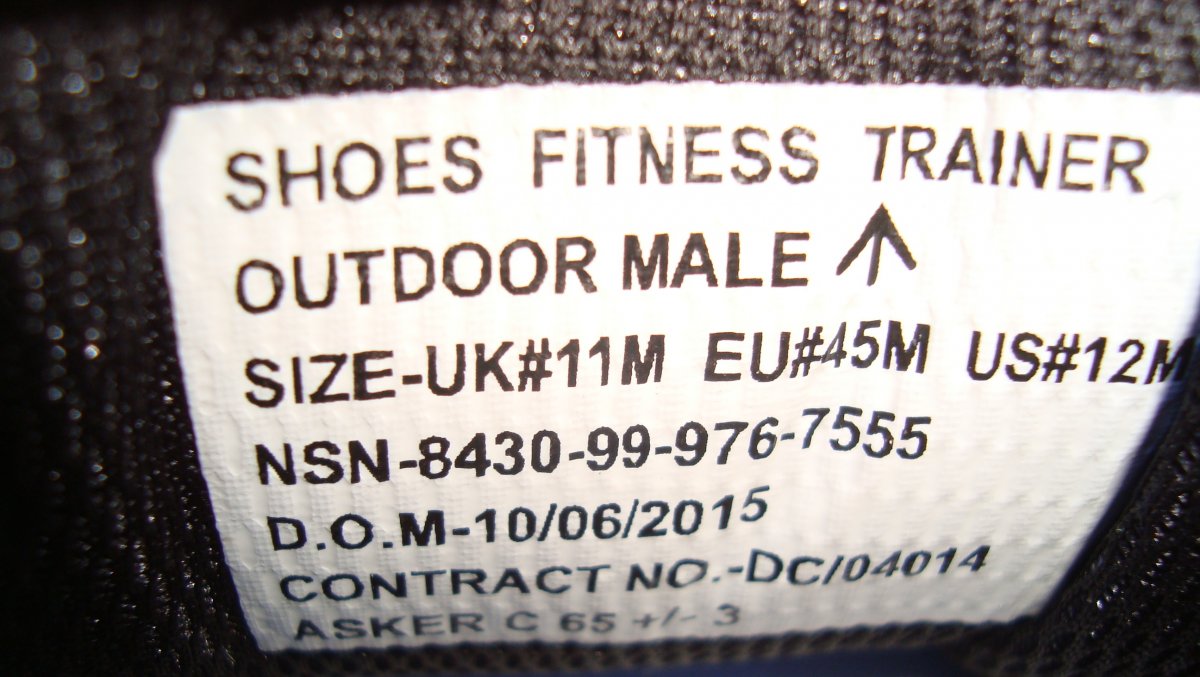 SHOES FITNESS TRAINER
OUTDOOR MALE
SIZE-UK#11M EU#45M US#12M
NSN-8430-99-976-7555
D.O.M-10/06/2015
CONTRACT NO.-DC/04014
ASKER C 65 +/- 3